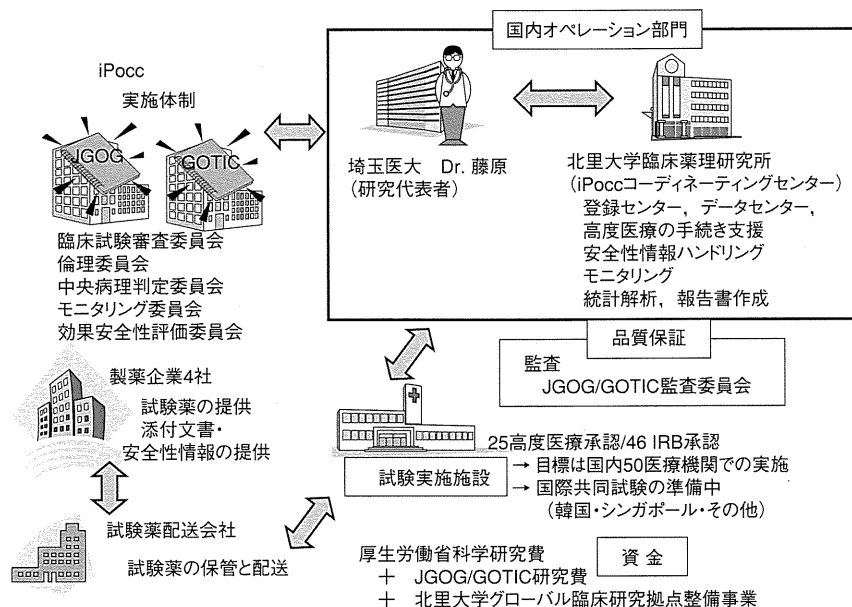 iPocc
実施体制
JGOG
GOTIC
臨床試験審査委員会
倫理委員会
中央病理判定委員会
モニタリング委員会
効果安全性評価委員会
国内オペレーション部門
埼玉医大 Dr. 藤原
(研究代表者)
北里大学臨床薬理研究所
(iPoccコーディネーティングセンター)
登録センター,データセンター,
高度医療の手続き支援
安全性情報ハンドリング
モニタリング
統計解析,報告書作成
品質保証
監査
JGOG/GOTIC監査委員会
製薬企業4社
試験薬の提供
添付文書・
安全性情報の提供
25高度医療承認/46 IRB承認
試験実施施設
→ 目標は国内50医療機関での実施
→ 国際共同試験の準備中
(韓国・シンガポール・その他)
試験薬配送会社
試験薬の保管と配送
資金
厚生労働省科学研究費
+ JGOG/GOTIC研究費
+ 北里大学グローバル臨床研究拠点整備事業